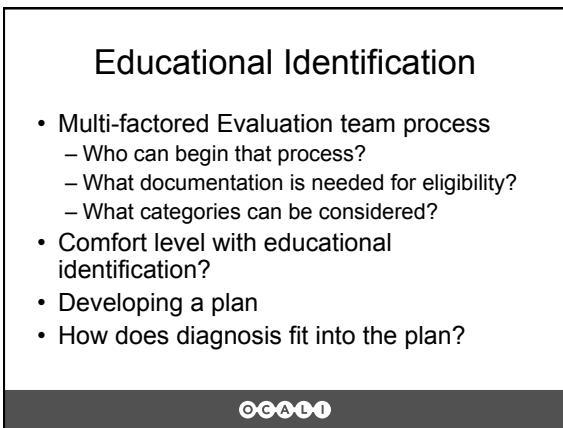 Educational Identification
• Multi-factored Evaluation team process
– Who can begin that process?
– What documentation is needed for eligibility?
– What categories can be considered?
• Comfort level with educational
identification?
• Developing a plan
• How does diagnosis fit into the plan?
OCALI